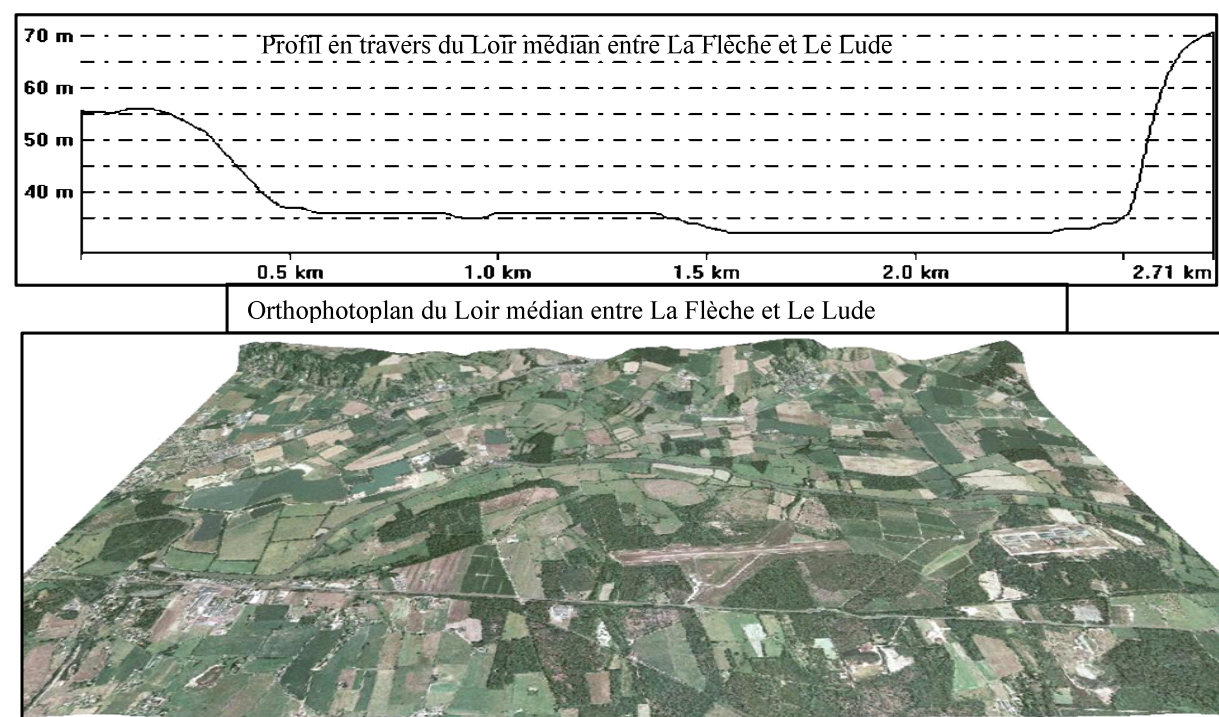 70 m
Profil en travers du Loir médian entre La Flèche et Le Lude
60 m
50 m
40 m
0.5 km 1.0 km 1.5 km 2.0 km 2.71 km
Orthophotoplan du Loir médian entre La Flèche et Le Lude